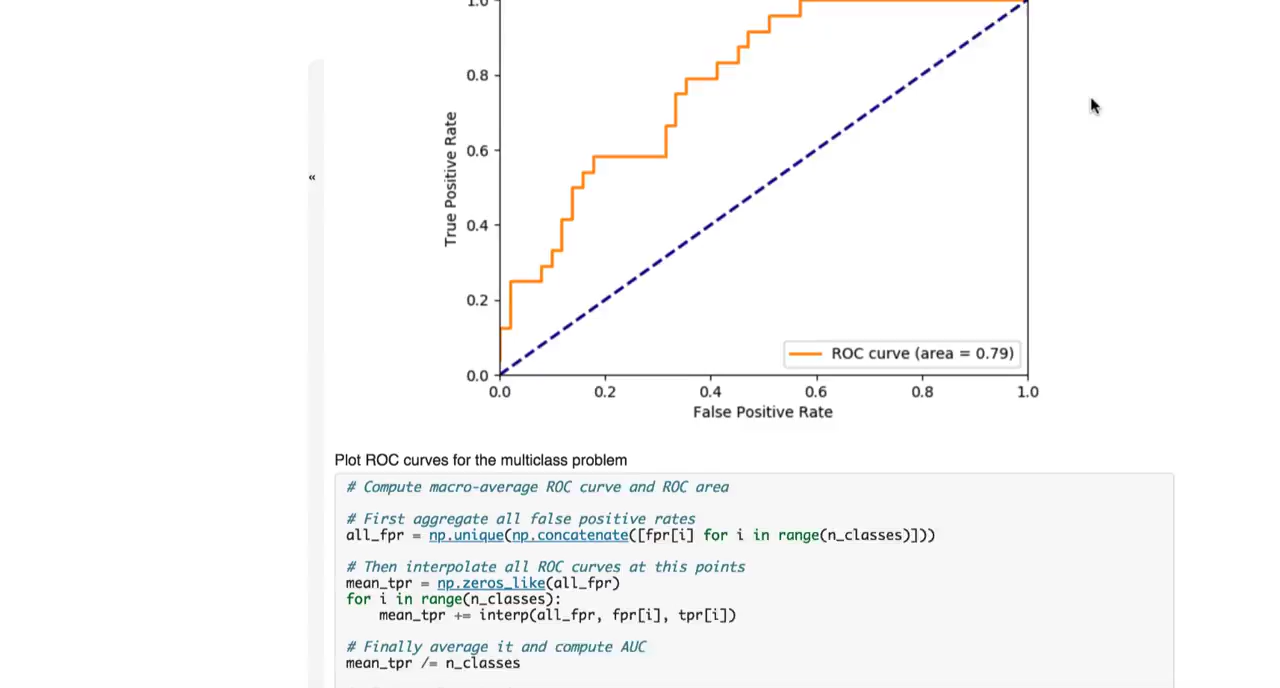 1.0
0.8
0.6
0.4
0.2
0.0
True Positive Rate
«
ROC curve (area = 0.79)
0.0 0.2 0.4 0.6 0.8 1.0
False Positive Rate
Plot ROC curves for the multiclass problem
# Compute macro-average ROC curve and ROC area
# First aggregate all false positive rates
all_fpr = np.unique(np.concatenate([fpr[i] for i in range(n_classes)]))
# Then interpolate all ROC curves at this points
mean_tpr = np.zeros_like(all_fpr)
for i in range(n_classes):
    mean_tpr += interp(all_fpr, fpr[i], tpr[i])
# Finally average it and compute AUC
mean_tpr /= n_classes